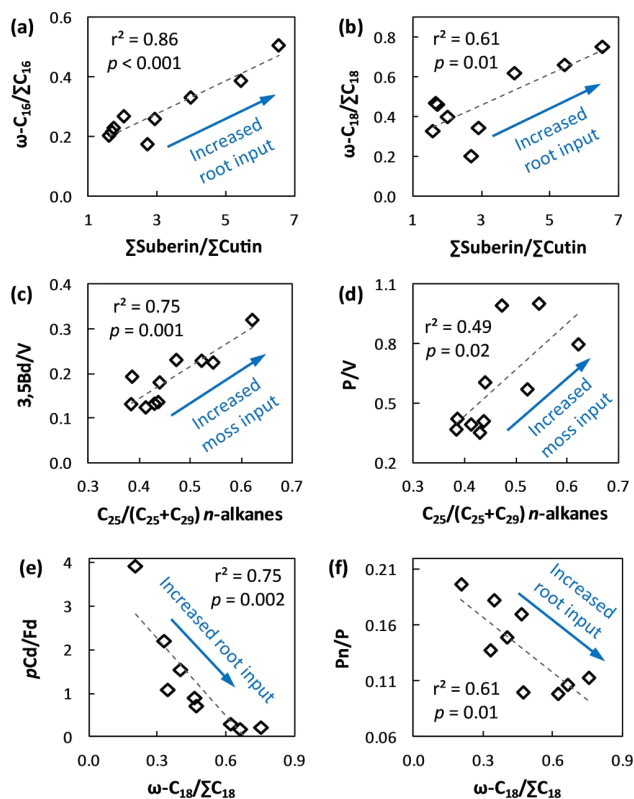 (a)
r² = 0.86
p < 0.001
Increased
root input
ω-C₁₆/∑C₁₆
0.6
0.4
0.2
0.0
1 3 5 7
∑Suberin/∑Cutin
(b)
r² = 0.61
p = 0.01
Increased
root input
ω-C₁₈/∑C₁₈
0.8
0.6
0.4
0.2
0.0
1 3 5 7
∑Suberin/∑Cutin
(c)
r² = 0.75
p = 0.001
Increased
moss input
3,5Bd/V
0.4
0.3
0.2
0.1
0.0
0.3 0.4 0.5 0.6 0.7
C₂₅/(C₂₅+C₂₉) n-alkanes
(d)
r² = 0.49
p = 0.02
Increased
moss input
P/V
1.1
0.8
0.5
0.2
0.3 0.4 0.5 0.6 0.7
C₂₅/(C₂₅+C₂₉) n-alkanes
(e)
r² = 0.75
p = 0.002
Increased root input
pCd/Fd
4
3
2
1
0
0.0 0.3 0.6 0.9
ω-C₁₈/∑C₁₈
(f)
Increased
root input
r² = 0.61
p = 0.01
Pn/P
0.21
0.16
0.11
0.06
0.0 0.3 0.6 0.9
ω-C₁₈/∑C₁₈